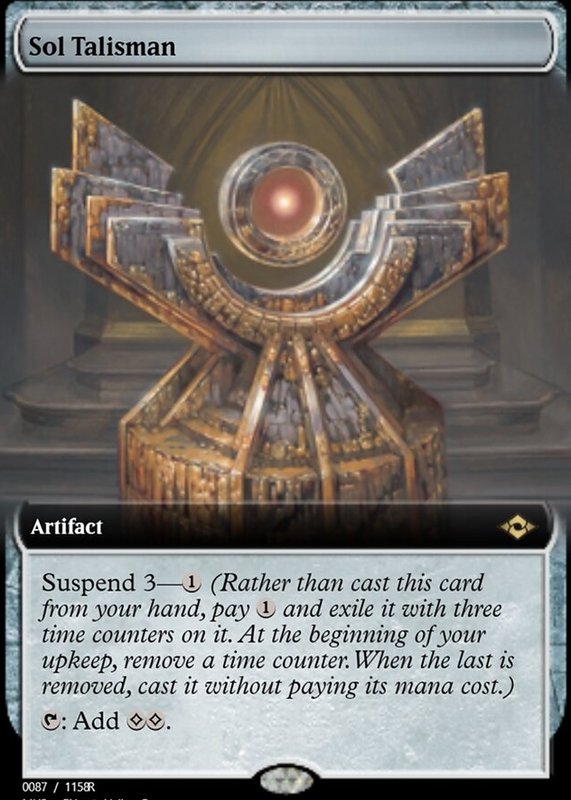 Sol Talisman
Artifact
Suspend 3—1 (Rather than cast this card
from your hand, pay 1 and exile it with three
time counters on it. At the beginning of your
upkeep, remove a time counter. When the last is
removed, cast it without paying its mana cost.)
: Add .
0087 / 1158R